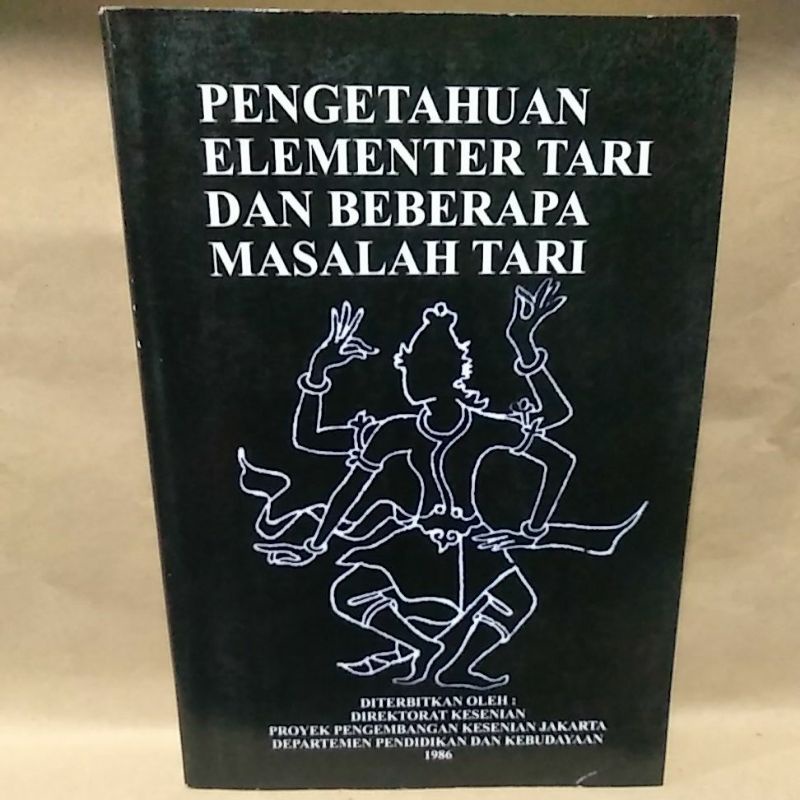 PENGETAHUAN
ELEMENTER TARI
DAN BEBERAPA
MASALAH TARI
DITERBITKAN OLEH :
DIREKTORAT KESENIAN
PROYEK PENGEMBANGAN KESENIAN JAKARTA
DEPARTEMEN PENDIDIKAN DAN KEBUDAYAAN
1986